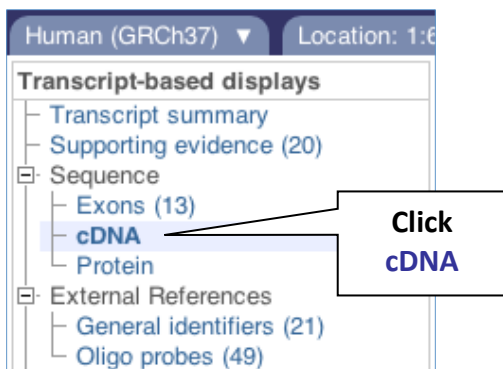 Human (GRCh37) ▼ Location: 1:6
Transcript-based displays
Transcript summary
Supporting evidence (20)
Sequence
Exons (13)
cDNA
Protein
External References
General identifiers (21)
Oligo probes (49)
Click
cDNA